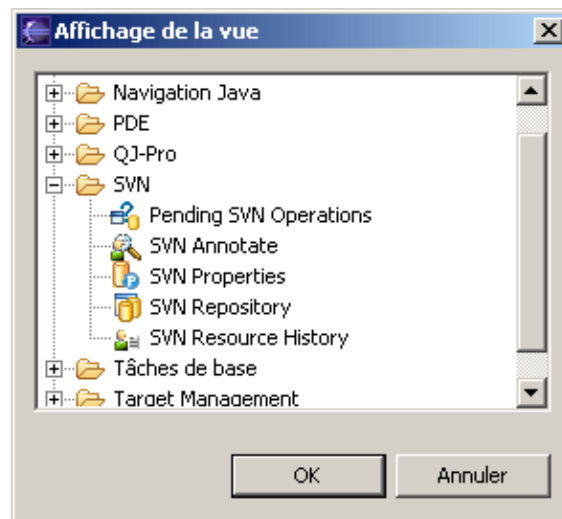 Affichage de la vue
Navigation Java
PDE
QJ-Pro
SVN
Pending SVN Operations
SVN Annotate
SVN Properties
SVN Repository
SVN Resource History
Tâches de base
Target Management
OK Annuler